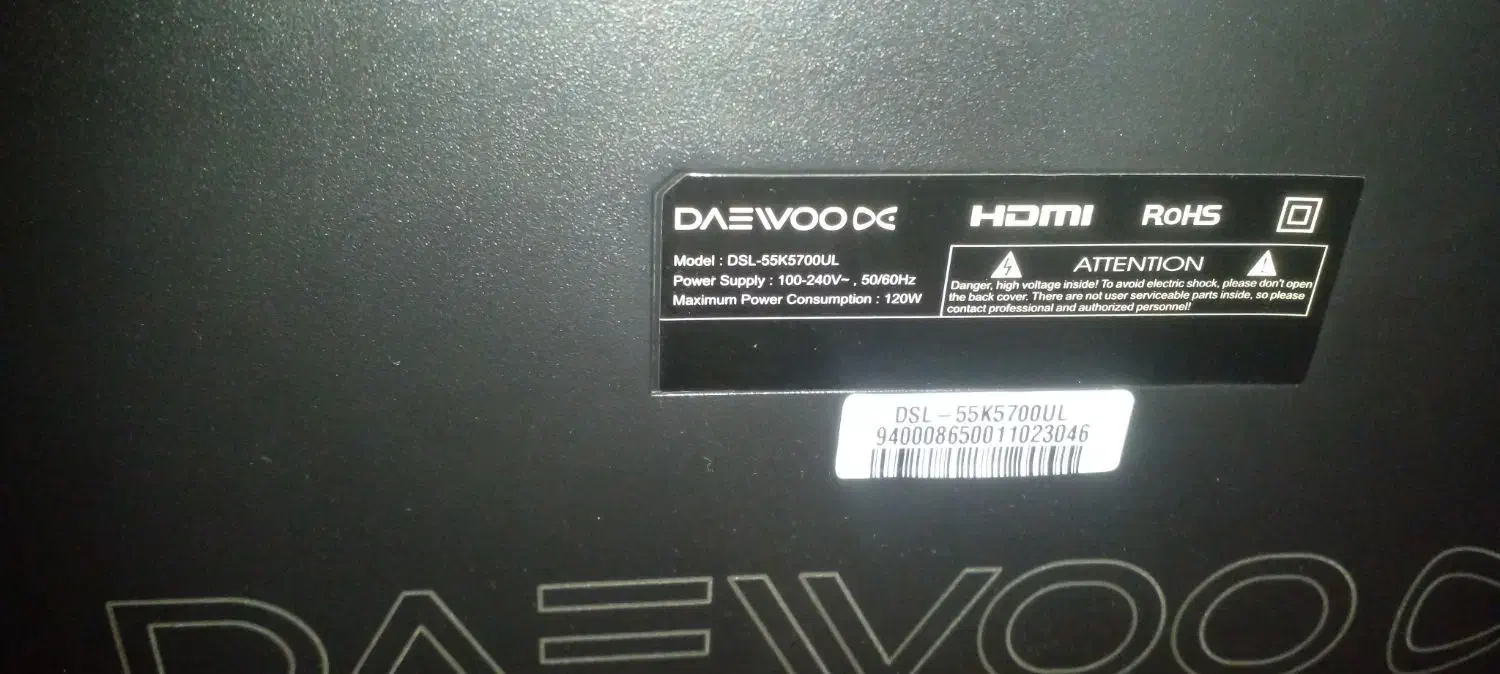 DAEWOO
HDMI
RoHS
Model : DSL-55K5700UL
Power Supply : 100-240V~ , 50/60Hz
Maximum Power Consumption : 120W
ATTENTION
Danger, high voltage inside! To avoid electric shock, please don't open
the back cover. There are not user serviceable parts inside, so please
contact professional and authorized personnel!
DSL-55K5700UL
940008650011023046
DAEWOO